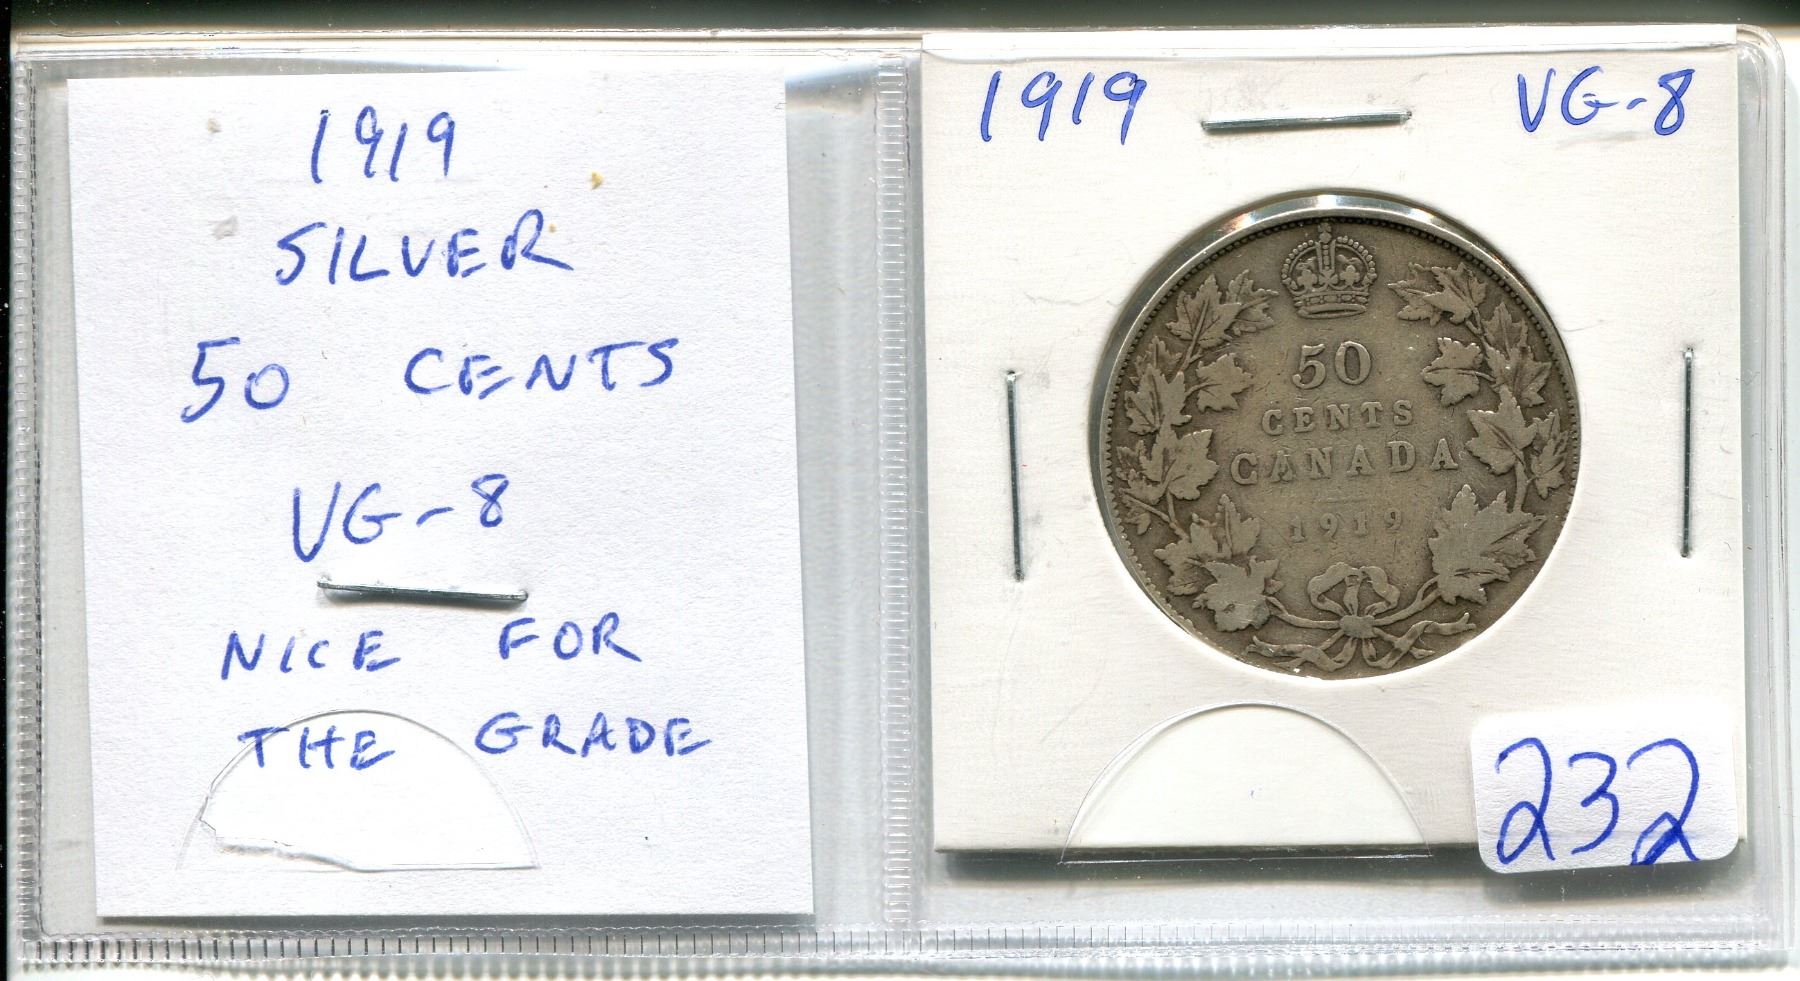 1919
SILVER
50 CENTS
VG-8
NICE FOR
THE GRADE
1919 VG-8
50
CENTS
CANADA
1919
232